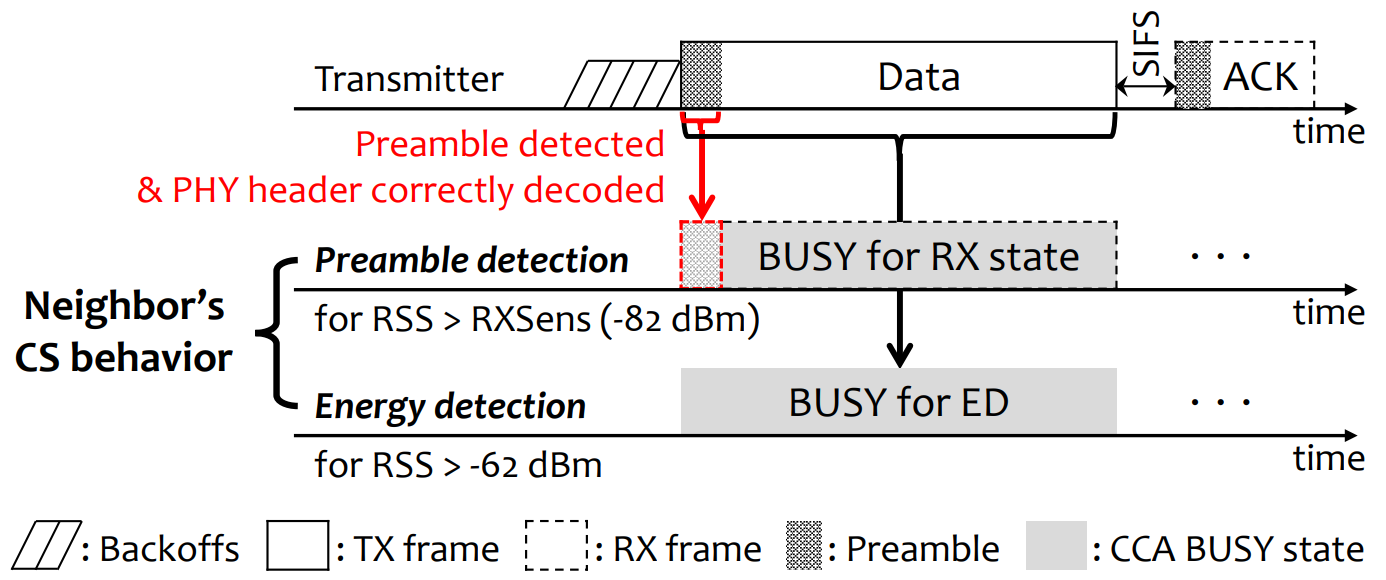 SIFS
Transmitter
Data
ACK
time
Preamble detected
& PHY header correctly decoded
Neighbor's
CS behavior
Preamble detection
BUSY for RX state
. . .
time
for RSS > RXSens (-82 dBm)
Energy detection
BUSY for ED
. . .
time
for RSS > -62 dBm
: Backoffs
: TX frame
: RX frame
: Preamble
: CCA BUSY state